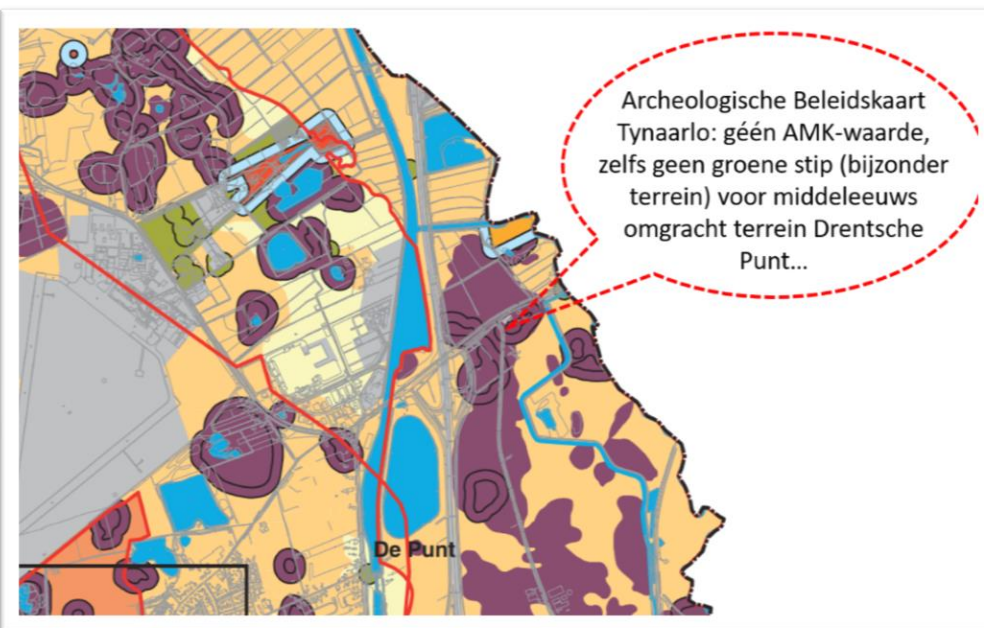 Archeologische Beleidskaart
Tynaarlo: géén AMK-waarde,
zelfs geen groene stip (bijzonder
terrein) voor middeleeuws
omgracht terrein Drentsche
Punt...
De Punt